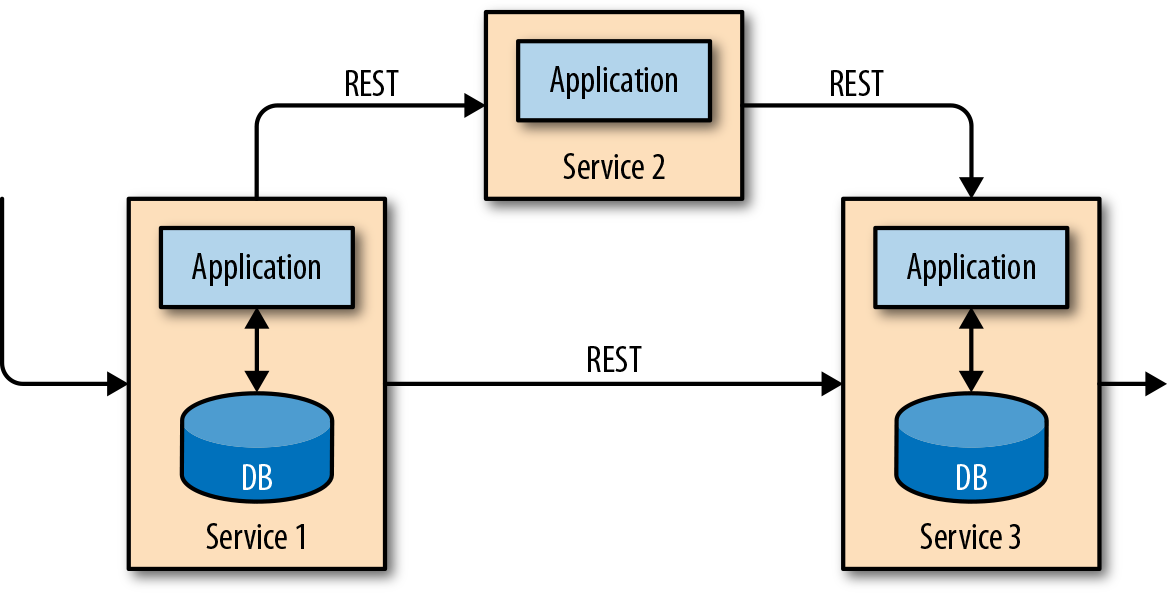 REST
Application
REST
Service 2
Application
Application
REST
DB
DB
Service 1
Service 3